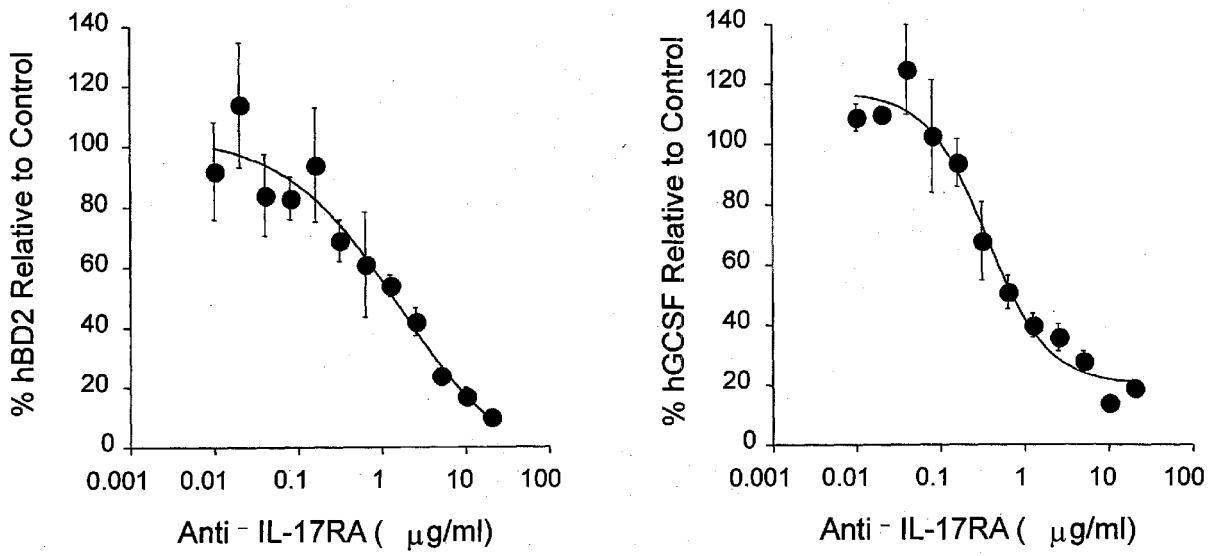 % hBD2 Relative to Control
140
120
100
80
60
40
20
0
0.001 0.01 0.1 1 10 100
Anti - IL-17RA ( μg/ml)
% hGCSF Relative to Control
140
120
100
80
60
40
20
0
0.001 0.01 0.1 1 10 100
Anti - IL-17RA ( μg/ml)